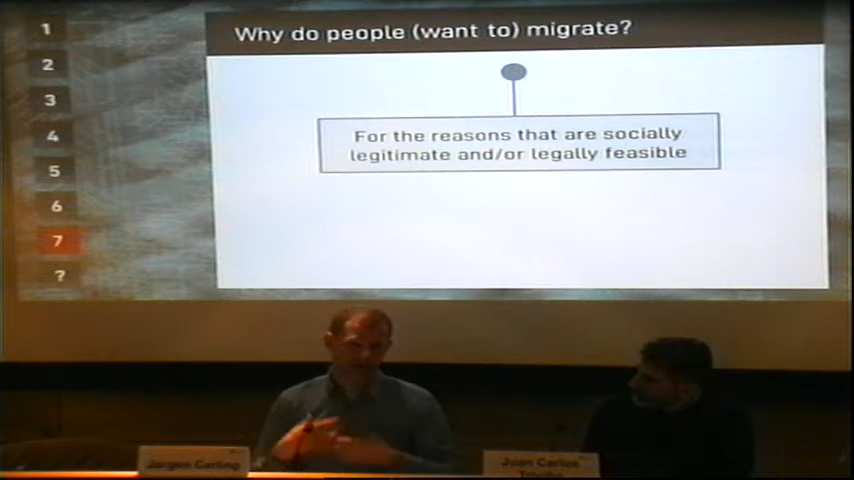 1
2
3
4
5
6
7
?
Why do people (want to) migrate?
For the reasons that are socially
legitimate and/or legally feasible
Jørgen Carling
Juan Carlos